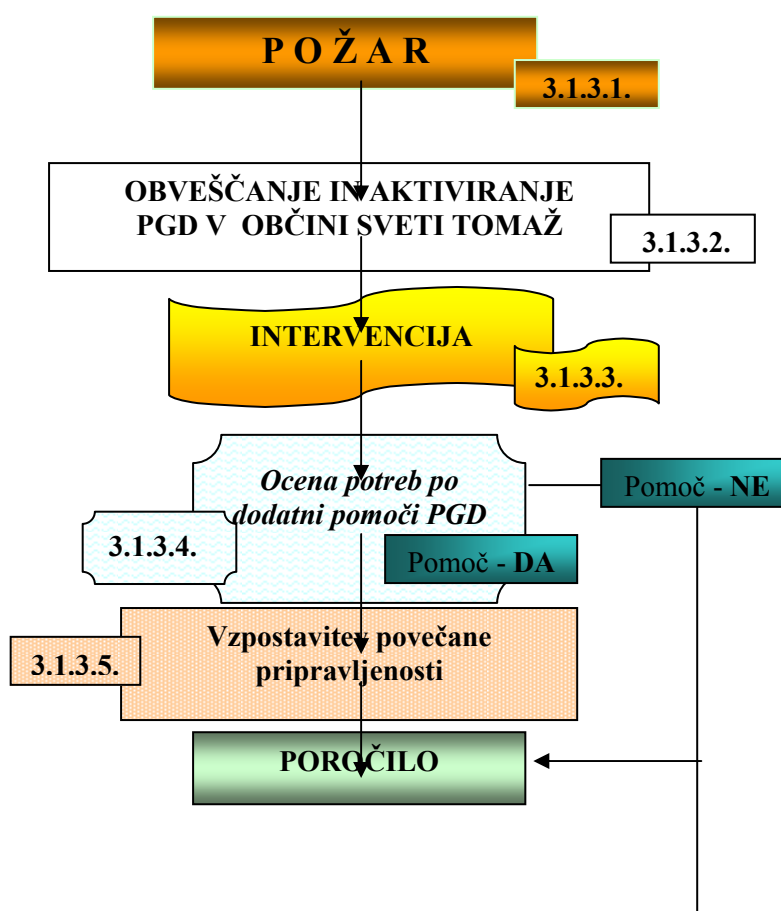 P O Ž A R
3.1.3.1.
OBVEŠČANJE IN AKTIVIRANJE
PGD V OBČINI SVETI TOMAŽ
3.1.3.2.
INTERVENCIJA
3.1.3.3.
Ocena potreb po
dodatni pomoči PGD
Pomoč - NE
3.1.3.4.
Pomoč - DA
Vzpostavitev povečane
pripravljenosti
3.1.3.5.
POROČILO